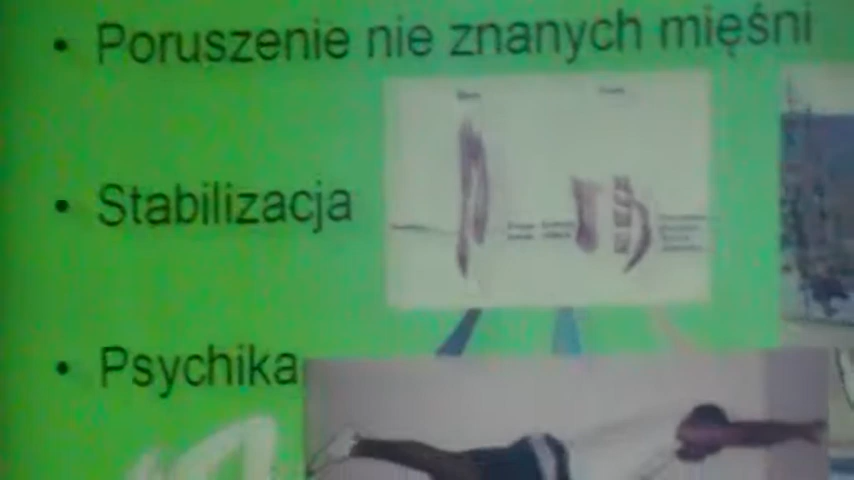 • Poruszenie nie znanych mięśni
• Stabilizacja
• Psychika